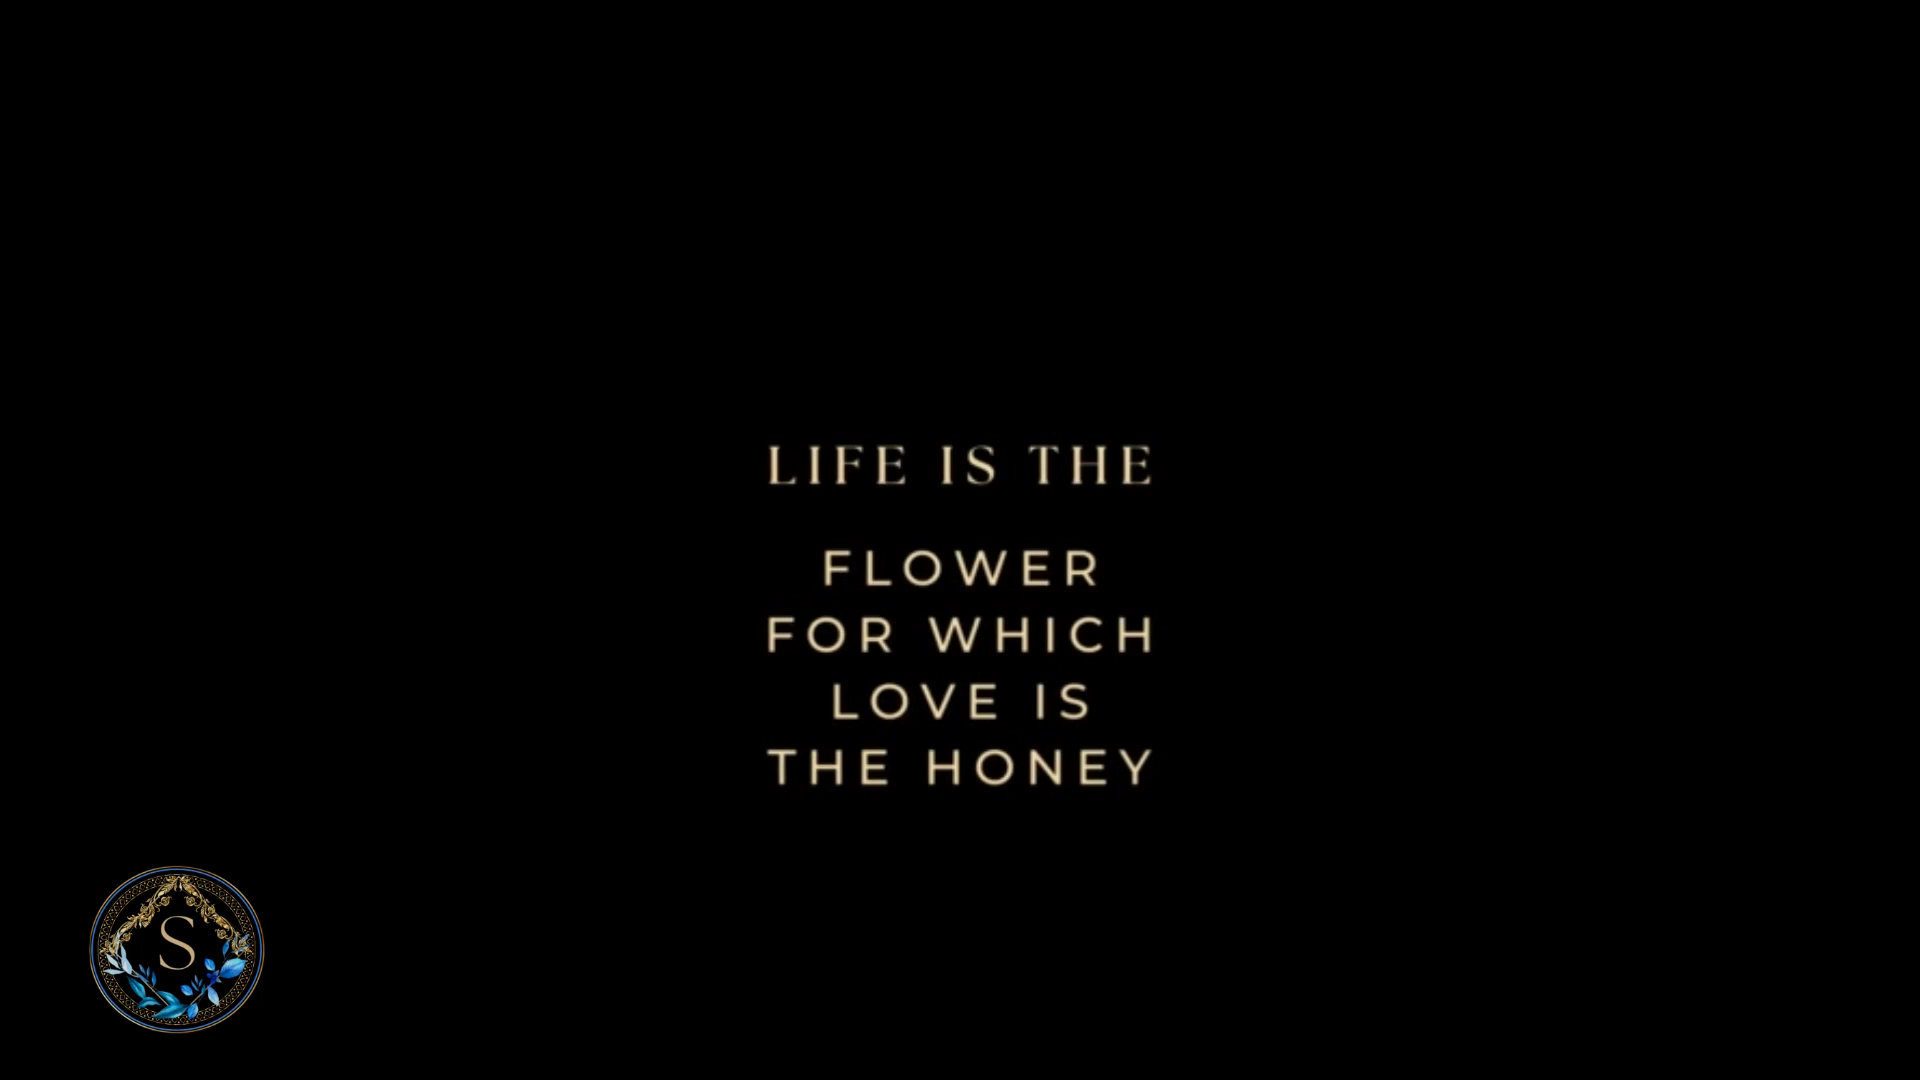 LIFE IS THE
FLOWER
FOR WHICH
LOVE IS
THE HONEY
S